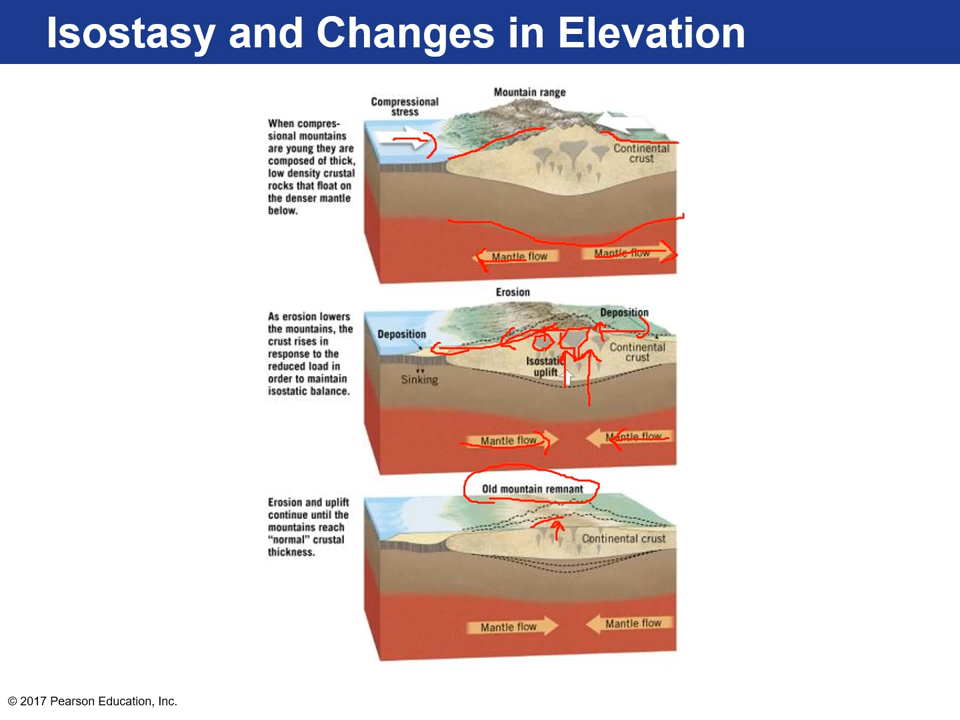 Isostasy and Changes in Elevation
Mountain range
Compressional
stress
When compres-
sional mountains
are young they are
composed of thick,
low density crustal
rocks that float on
the denser mantle
below.
Continental
crust
Mantle flow
Mantle flow
Erosion
Deposition
As erosion lowers
the mountains, the
crust rises in
response to the
reduced load in
order to maintain
isostatic balance.
Deposition
Continental
crust
Isostatic
uplift
Sinking
Mantle flow
Mantle flow
Old mountain remnant
Erosion and uplift
continue until the
mountains reach
“normal” crustal
thickness.
Continental crust
Mantle flow
Mantle flow
© 2017 Pearson Education, Inc.